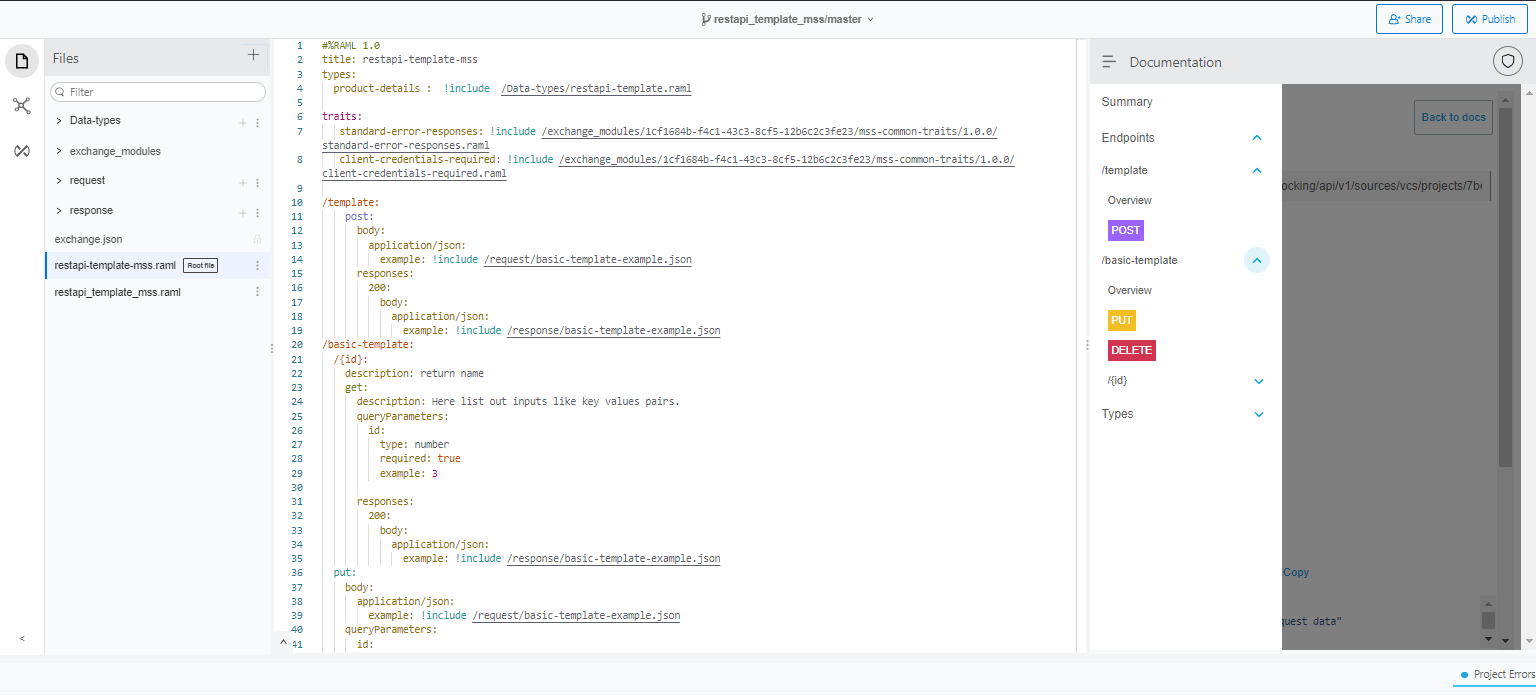 restapi_template_mss/master
Share
Publish
Files
Filter
Data-types
exchange_modules
request
response
exchange.json
restapi-template-mss.raml Root file
restapi_template_mss.raml
<
1 #%RAML 1.0
2 title: restapi-template-mss
3 types:
4 product-details : !include /Data-types/restapi-template.raml
5
6 traits:
7 standard-error-responses: !include /exchange_modules/1cf1684b-f4c1-43c3-8cf5-12b6c2c3fe23/mss-common-traits/1.0.0/
standard-error-responses.raml
8 client-credentials-required: !include /exchange_modules/1cf1684b-f4c1-43c3-8cf5-12b6c2c3fe23/mss-common-traits/1.0.0/
client-credentials-required.raml
9
10 /template:
11 post:
12 body:
13 application/json:
14 example: !include /request/basic-template-example.json
15 responses:
16 200:
17 body:
18 application/json:
19 example: !include /response/basic-template-example.json
20 /basic-template:
21 /{id}:
22 description: return name
23 get:
24 description: Here list out inputs like key values pairs.
25 queryParameters:
26 id:
27 type: number
28 required: true
29 example: 3
30
31 responses:
32 200:
33 body:
34 application/json:
35 example: !include /response/basic-template-example.json
36 put:
37 body:
38 application/json:
39 example: !include /request/basic-template-example.json
40 queryParameters:
41 id:
Documentation
Summary
Endpoints
/template
Overview
POST
/basic-template
Overview
PUT
DELETE
/{id}
Types
Back to docs
ocking/api/v1/sources/vcs/projects/7b
Copy
quest data"
Project Errors